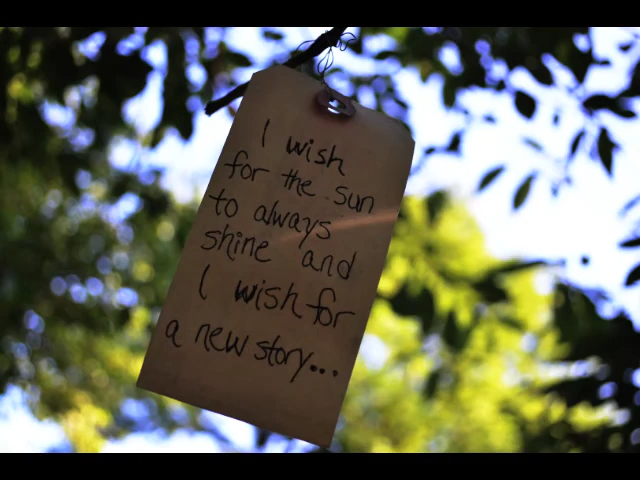 I wish
for the sun
to always
shine and
I wish for
a new story...